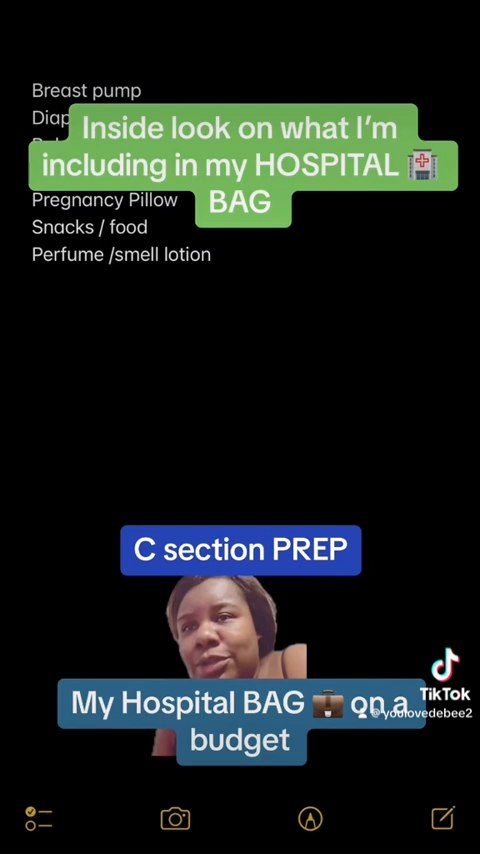 Breast pump
Inside look on what I'm
including in my HOSPITAL 🏥
BAG
Pregnancy Pillow
Snacks / food
Perfume /smell lotion
C section PREP
My Hospital BAG 💼 on a
budget
TikTok
@youlovedebee2